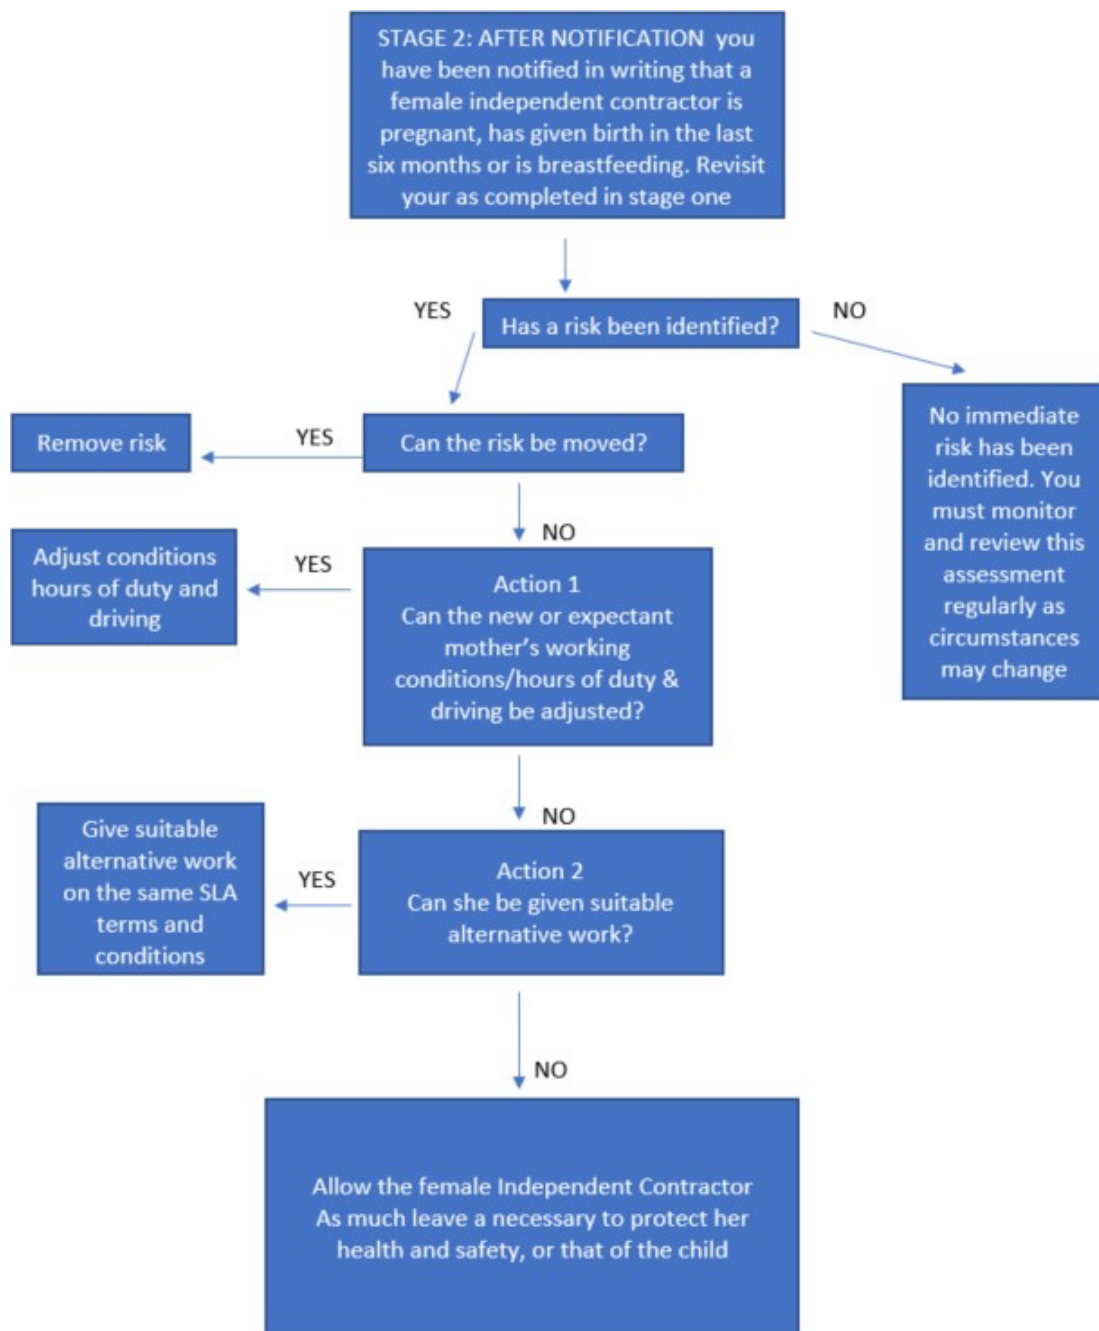 STAGE 2: AFTER NOTIFICATION you
have been notified in writing that a
female independent contractor is
pregnant, has given birth in the last
six months or is breastfeeding. Revisit
your as completed in stage one
YES
Has a risk been identified?
NO
Remove risk
YES
Can the risk be moved?
No immediate
risk has been
identified. You
must monitor
and review this
assessment
regularly as
circumstances
may change
NO
Adjust conditions
hours of duty and
driving
YES
Action 1
Can the new or expectant
mother’s working
conditions/hours of duty &
driving be adjusted?
NO
Give suitable
alternative work
on the same SLA
terms and
conditions
YES
Action 2
Can she be given suitable
alternative work?
NO
Allow the female Independent Contractor
As much leave a necessary to protect her
health and safety, or that of the child